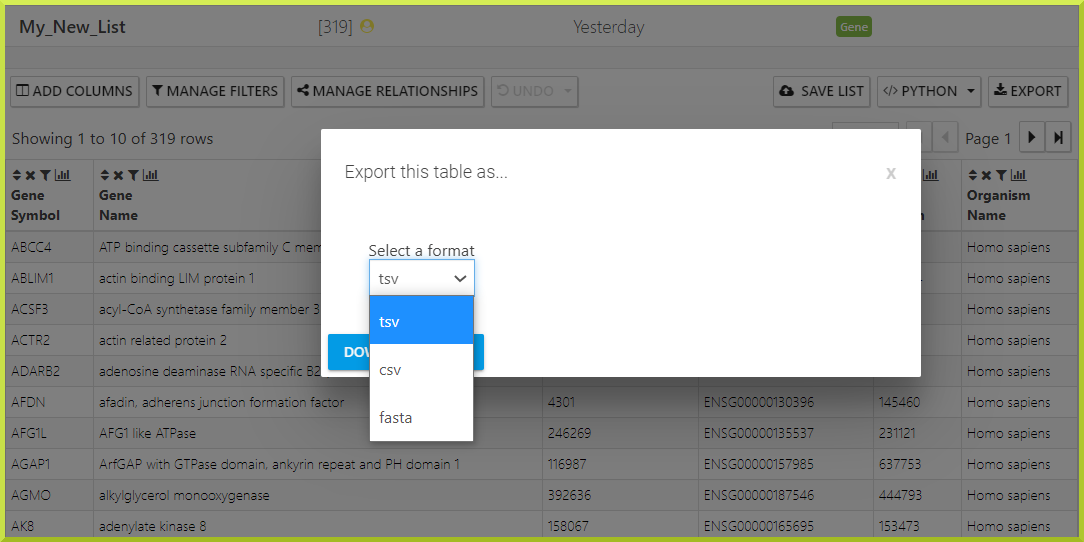 My_New_List [319] Yesterday Gene
ADD COLUMNS MANAGE FILTERS MANAGE RELATIONSHIPS UNDO SAVE LIST </> PYTHON EXPORT
Showing 1 to 10 of 319 rows Page 1
Export this table as... x
Gene Symbol Gene Name Organism Name
Select a format
tsv
tsv
csv
fasta
ABCC4 ATP binding cassette subfamily C Homo sapiens
ABLIM1 actin binding LIM protein 1 Homo sapiens
ACSF3 acyl-CoA synthetase family member 3 Homo sapiens
ACTR2 actin related protein 2 Homo sapiens
ADARB2 adenosine deaminase RNA specific B2 Homo sapiens
AFDN afadin, adherens junction formation factor 4301 ENSG00000130396 145460 Homo sapiens
AFG1L AFG1 like ATPase 246269 ENSG00000135537 231121 Homo sapiens
AGAP1 ArfGAP with GTPase domain, ankyrin repeat and PH domain 1 116987 ENSG00000157985 637753 Homo sapiens
AGMO alkylglycerol monooxygenase 392636 ENSG00000187546 444793 Homo sapiens
AK8 adenylate kinase 8 158067 ENSG00000165695 153473 Homo sapiens